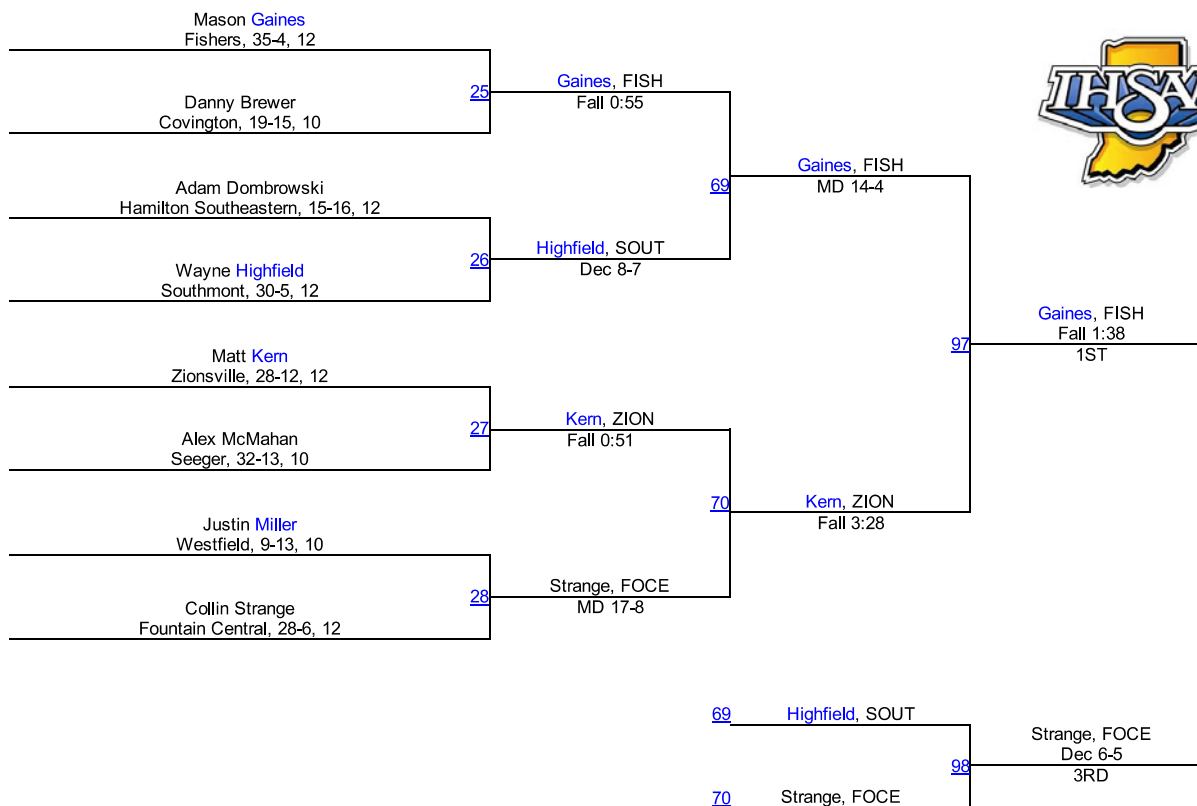 Mason Gaines
Fishers, 35-4, 12
25
Gaines, FISH
Fall 0:55
Danny Brewer
Covington, 19-15, 10
69
Gaines, FISH
MD 14-4
Adam Dombrowski
Hamilton Southeastern, 15-16, 12
26
Highfield, SOUT
Dec 8-7
Wayne Highfield
Southmont, 30-5, 12
97
Gaines, FISH
Fall 1:38
1ST
Matt Kern
Zionsville, 28-12, 12
27
Kern, ZION
Fall 0:51
Alex McMahan
Seeger, 32-13, 10
70
Kern, ZION
Fall 3:28
Justin Miller
Westfield, 9-13, 10
28
Strange, FOCE
MD 17-8
Collin Strange
Fountain Central, 28-6, 12
69
Highfield, SOUT
98
Strange, FOCE
Dec 6-5
3RD
70
Strange, FOCE
IHSAA